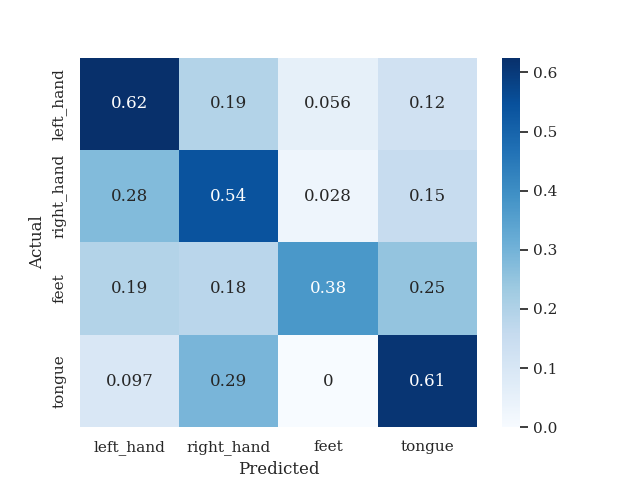 left_hand 0.62 0.19 0.056 0.12
right_hand 0.28 0.54 0.028 0.15
feet 0.19 0.18 0.38 0.25
tongue 0.097 0.29 0 0.61
left_hand right_hand feet tongue
Predicted
Actual
0.6
0.5
0.4
0.3
0.2
0.1
0.0